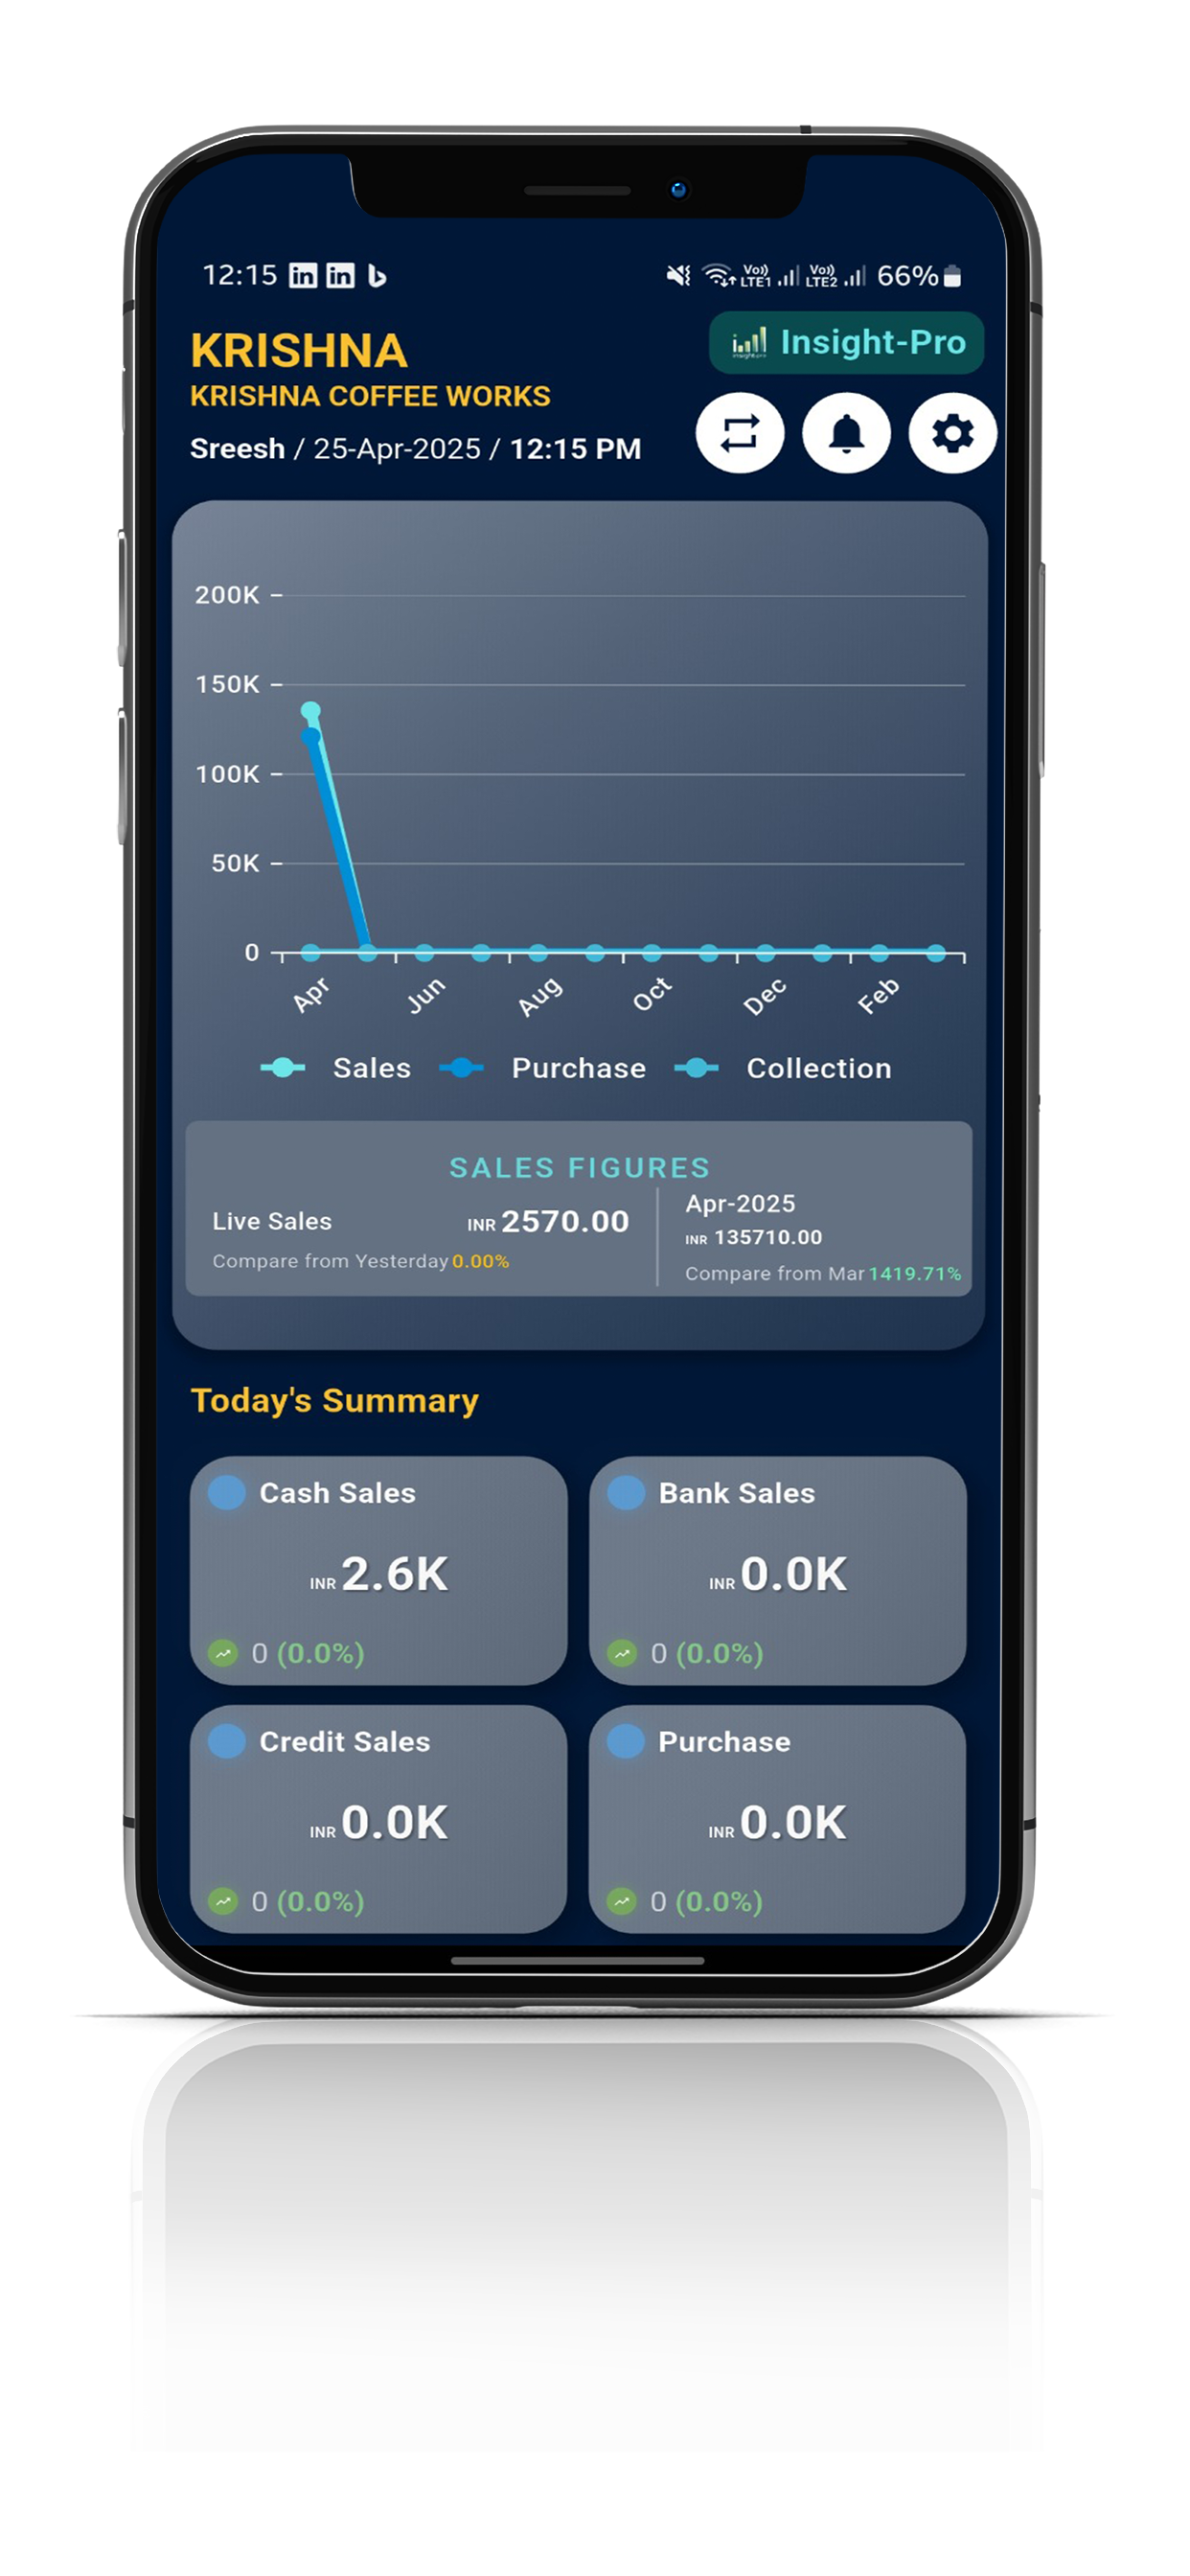 12:15 66%
Vo)) LTE1 Vo)) LTE2
KRISHNA
Insight-Pro
KRISHNA COFFEE WORKS
Sreesh / 25-Apr-2025 / 12:15 PM
200K
150K
100K
50K
0
Apr Jun Aug Oct Dec Feb
Sales Purchase Collection
SALES FIGURES
Live Sales INR 2570.00
Compare from Yesterday 0.00%
Apr-2025
INR 135710.00
Compare from Mar 1419.71%
Today's Summary
Cash Sales
INR 2.6K
0 (0.0%)
Bank Sales
INR 0.0K
0 (0.0%)
Credit Sales
INR 0.0K
0 (0.0%)
Purchase
INR 0.0K
0 (0.0%)